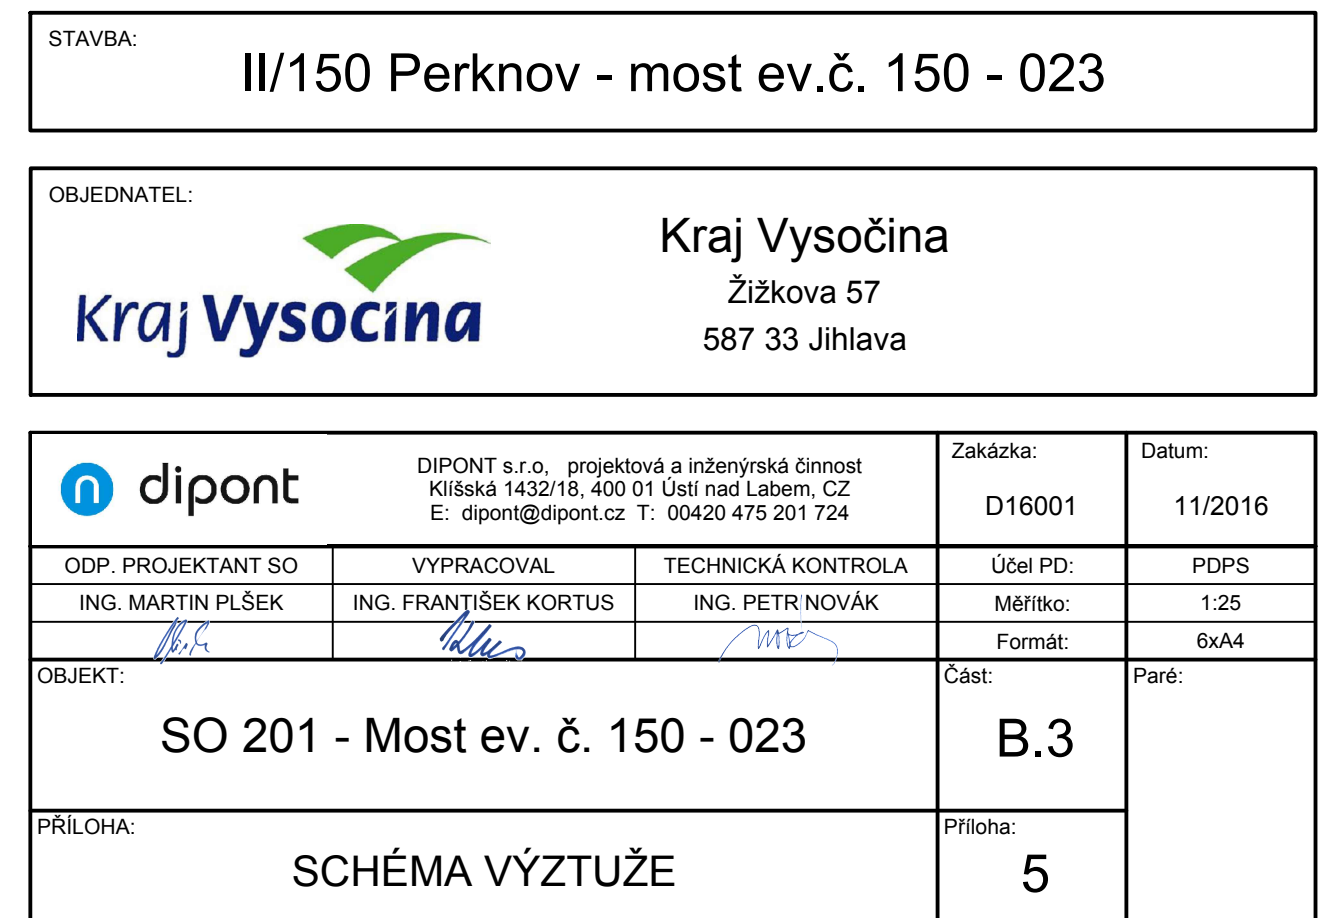 STAVBA:
II/150 Perknov - most ev.č. 150 - 023
OBJEDNATEL:
Kraj Vysočina
Kraj Vysočina
Žižkova 57
587 33 Jihlava
dipont
DIPONT s.r.o, projektová a inženýrská činnost
Klíšská 1432/18, 400 01 Ústí nad Labem, CZ
E: dipont@dipont.cz T: 00420 475 201 724
Zakázka:
D16001
Datum:
11/2016
ODP. PROJEKTANT SO
VYPRACOVAL
TECHNICKÁ KONTROLA
Účel PD:
PDPS
ING. MARTIN PLŠEK
ING. FRANTIŠEK KORTUS
ING. PETR NOVÁK
Měřítko:
1:25
Formát:
6xA4
OBJEKT:
SO 201 - Most ev. č. 150 - 023
Část:
B.3
Paré:
PŘÍLOHA:
SCHÉMA VÝZTUŽE
Příloha:
5